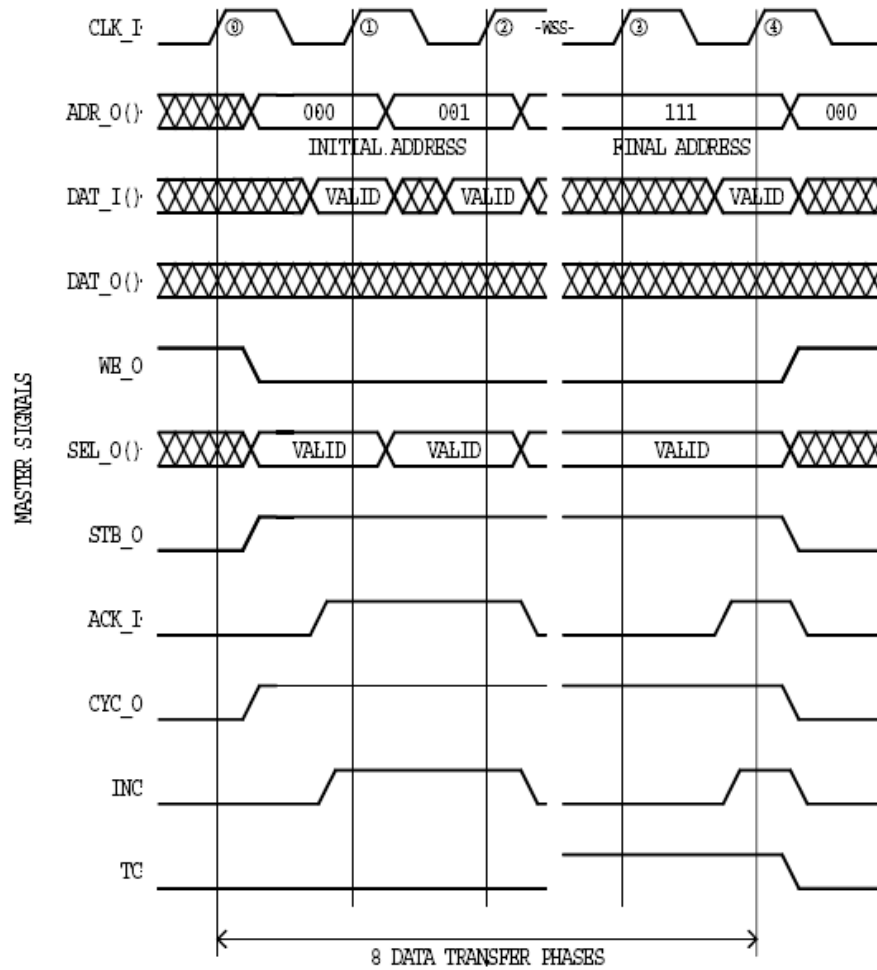 CLK_I
⓪ ① ② -WSS- ③ ④
ADR_O()
000 001 111 000
INITIAL ADDRESS FINAL ADDRESS
DAT_I()
VALID VALID VALID
DAT_O()
WE_O
SEL_O()
VALID VALID VALID
STB_O
ACK_I
CYC_O
INC
TC
MASTER SIGNALS
8 DATA TRANSFER PHASES